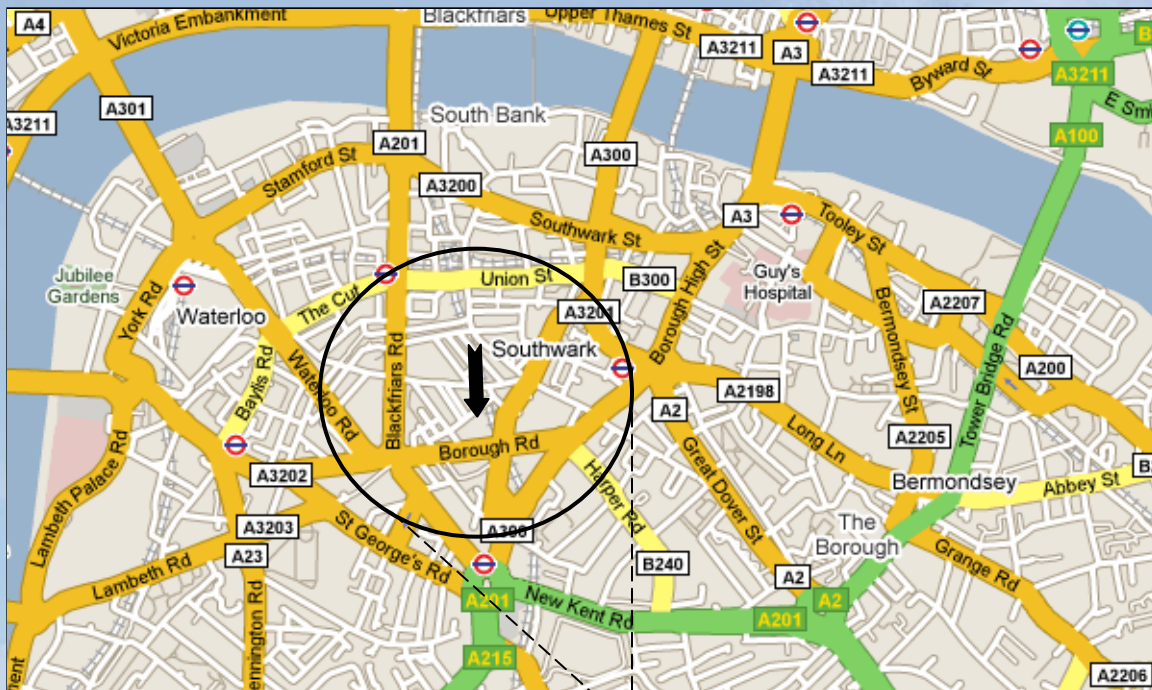 A4
Victoria Embankment
Blackfriars
Upper Thames St
A3211
A3
A3211
Byward St
A3211
E Smi
A100
A3211
A301
South Bank
A201
A300
Stamford St
A3200
Southwark St
A3
Tooley St
Jubilee
Gardens
York Rd
Waterloo
The Cut
Union St
B300
Borough High St
Guy's
Hospital
Bermondsey St
A2207
Tower Bridge Rd
A200
A3201
Southwark
Waterloo Rd
Blackfriars Rd
Baylis Rd
A2198
A2
Long Ln
A2205
Borough Rd
A3202
Harper Rd
Great Dover St
Bermondsey
Abbey St
Lambeth Palace Rd
A3203
A23
St George's Rd
The
Borough
Grange Rd
Lambeth Rd
B240
A2
A2
A201
New Kent Rd
A201
A215
A2206